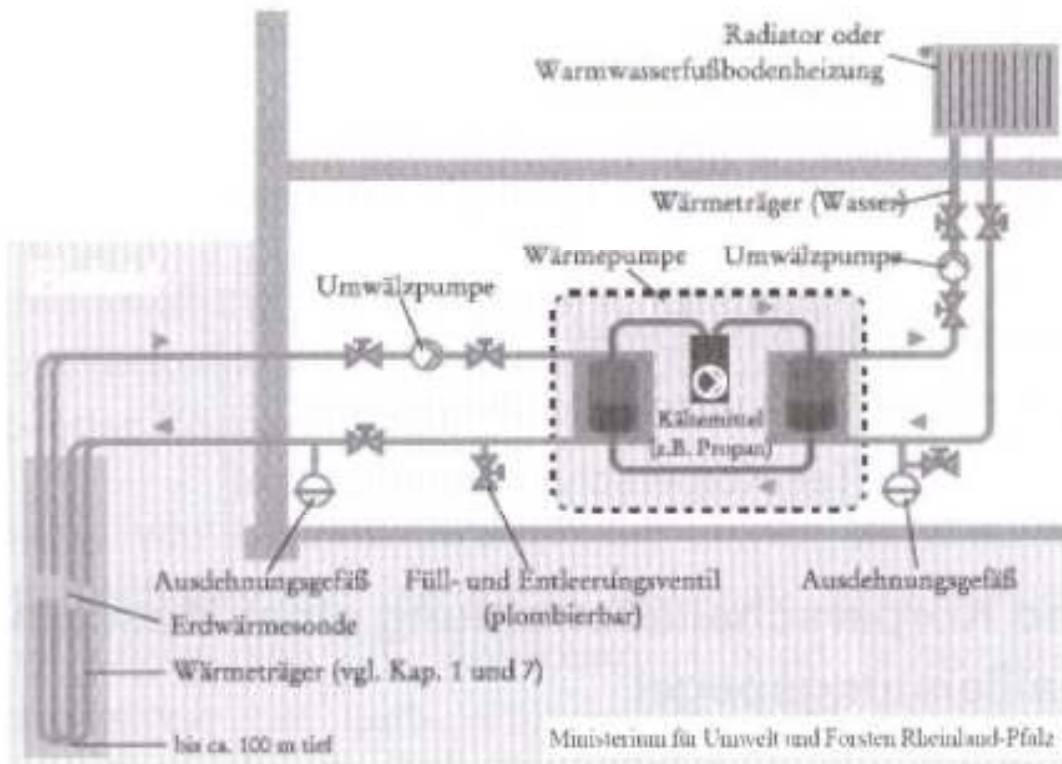 Radiator oder
Warmwasserfußbodenheizung
Wärmeträger (Wasser)
Wärmepumpe
Umwälzpumpe
Umwälzpumpe
Kältemittel
(z.B. Propan)
Ausdehnungsgefäß
Füll- und Entleerungsventil
(plombierbar)
Ausdehnungsgefäß
Erdwärmesonde
Wärmeträger (vgl. Kap. 1 und 7)
bis ca. 100 m tief
Ministerium für Umwelt und Forsten Rheinland-Pfalz